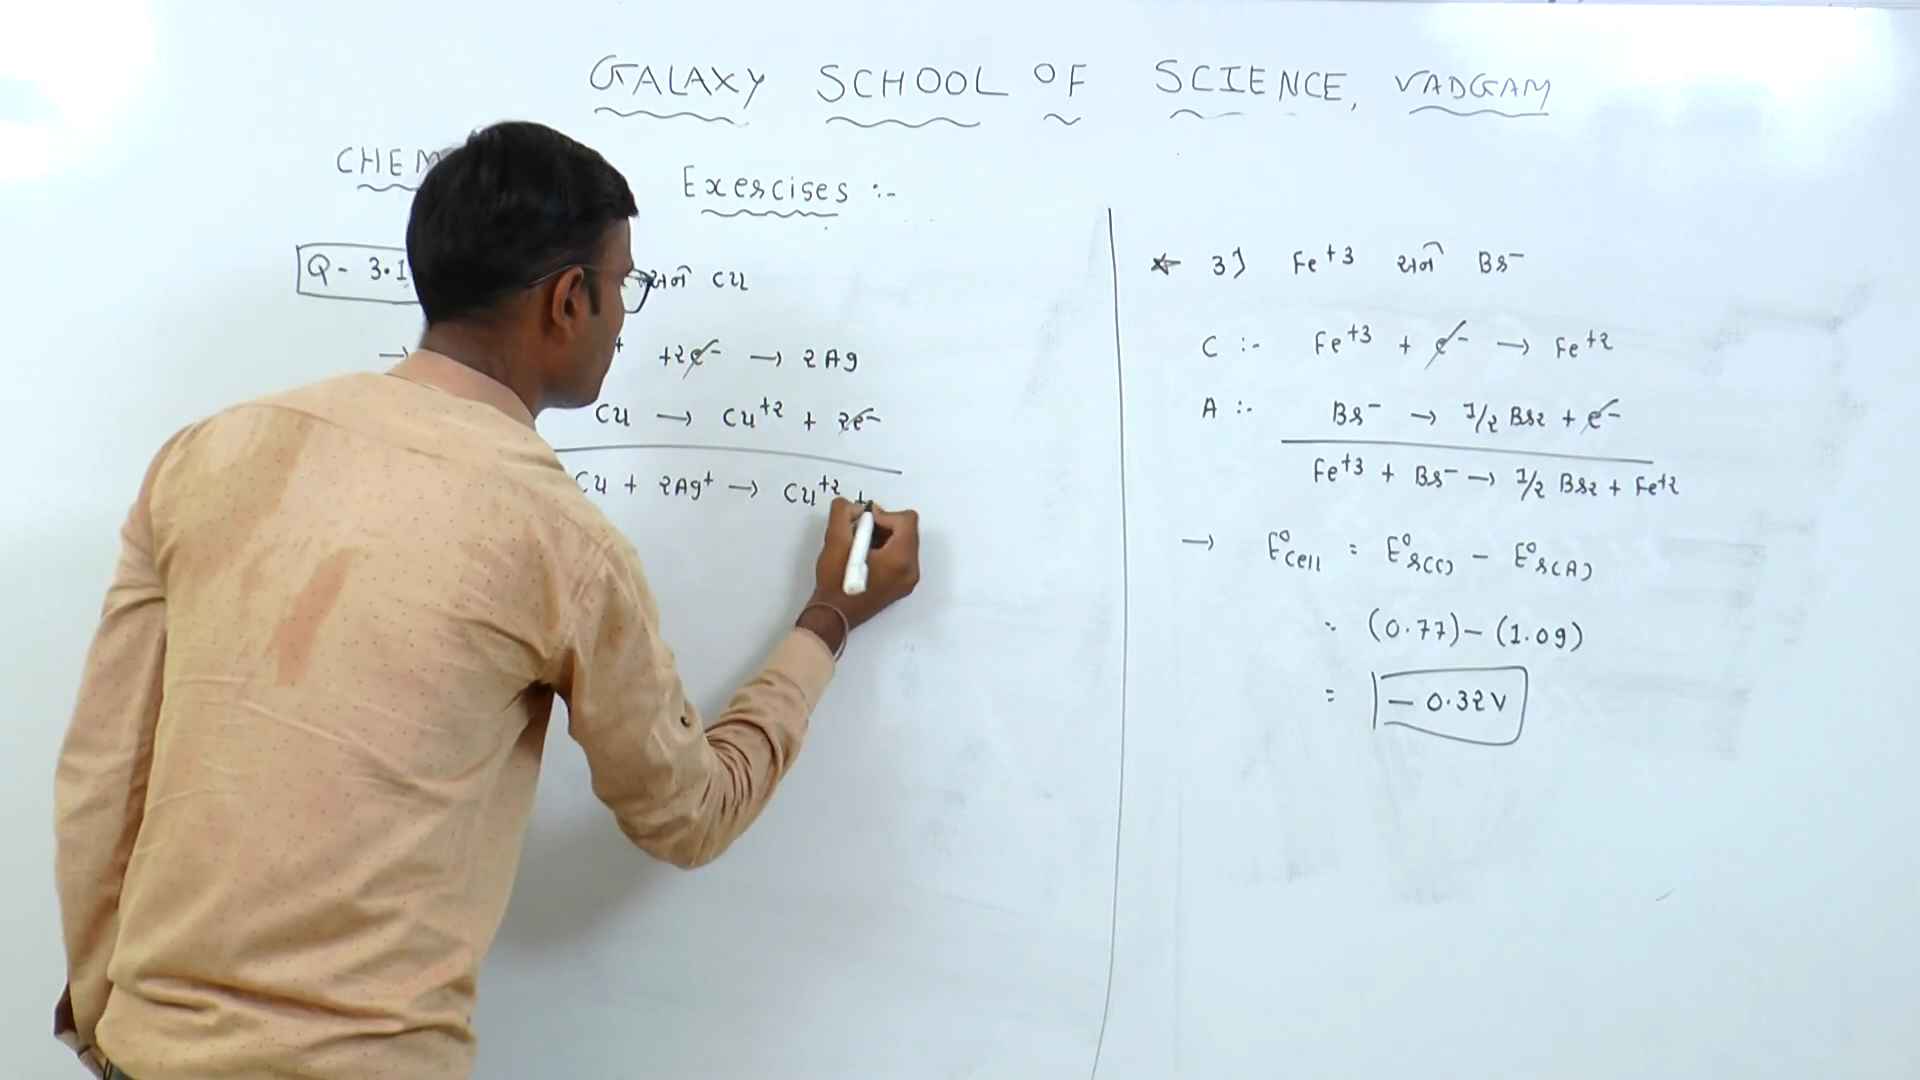 GALAXY SCHOOL OF SCIENCE, VADGAM
CHEM
Exercises :-
Q - 3.1
અને Cu
+2e- → 2Ag
Cu → Cu+2 + 2e-
Cu + 2Ag+ → Cu+2 +
* 3) Fe+3 અને Br-
C :- Fe+3 + e- → Fe+2
A :- Br- → 1/2 Br2 + e-
Fe+3 + Br- → 1/2 Br2 + Fe+2
→ E°cell = E°r(C) - E°r(A)
= (0.77) - (1.09)
= - 0.32 V